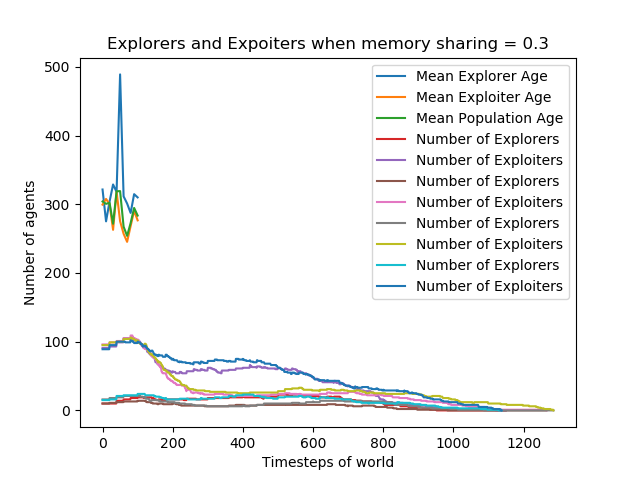 Explorers and Expoiters when memory sharing = 0.3
500
400
300
200
100
0
Number of agents
Mean Explorer Age
Mean Exploiter Age
Mean Population Age
Number of Explorers
Number of Exploiters
Number of Explorers
Number of Exploiters
Number of Explorers
Number of Exploiters
Number of Explorers
Number of Exploiters
0 200 400 600 800 1000 1200
Timesteps of world